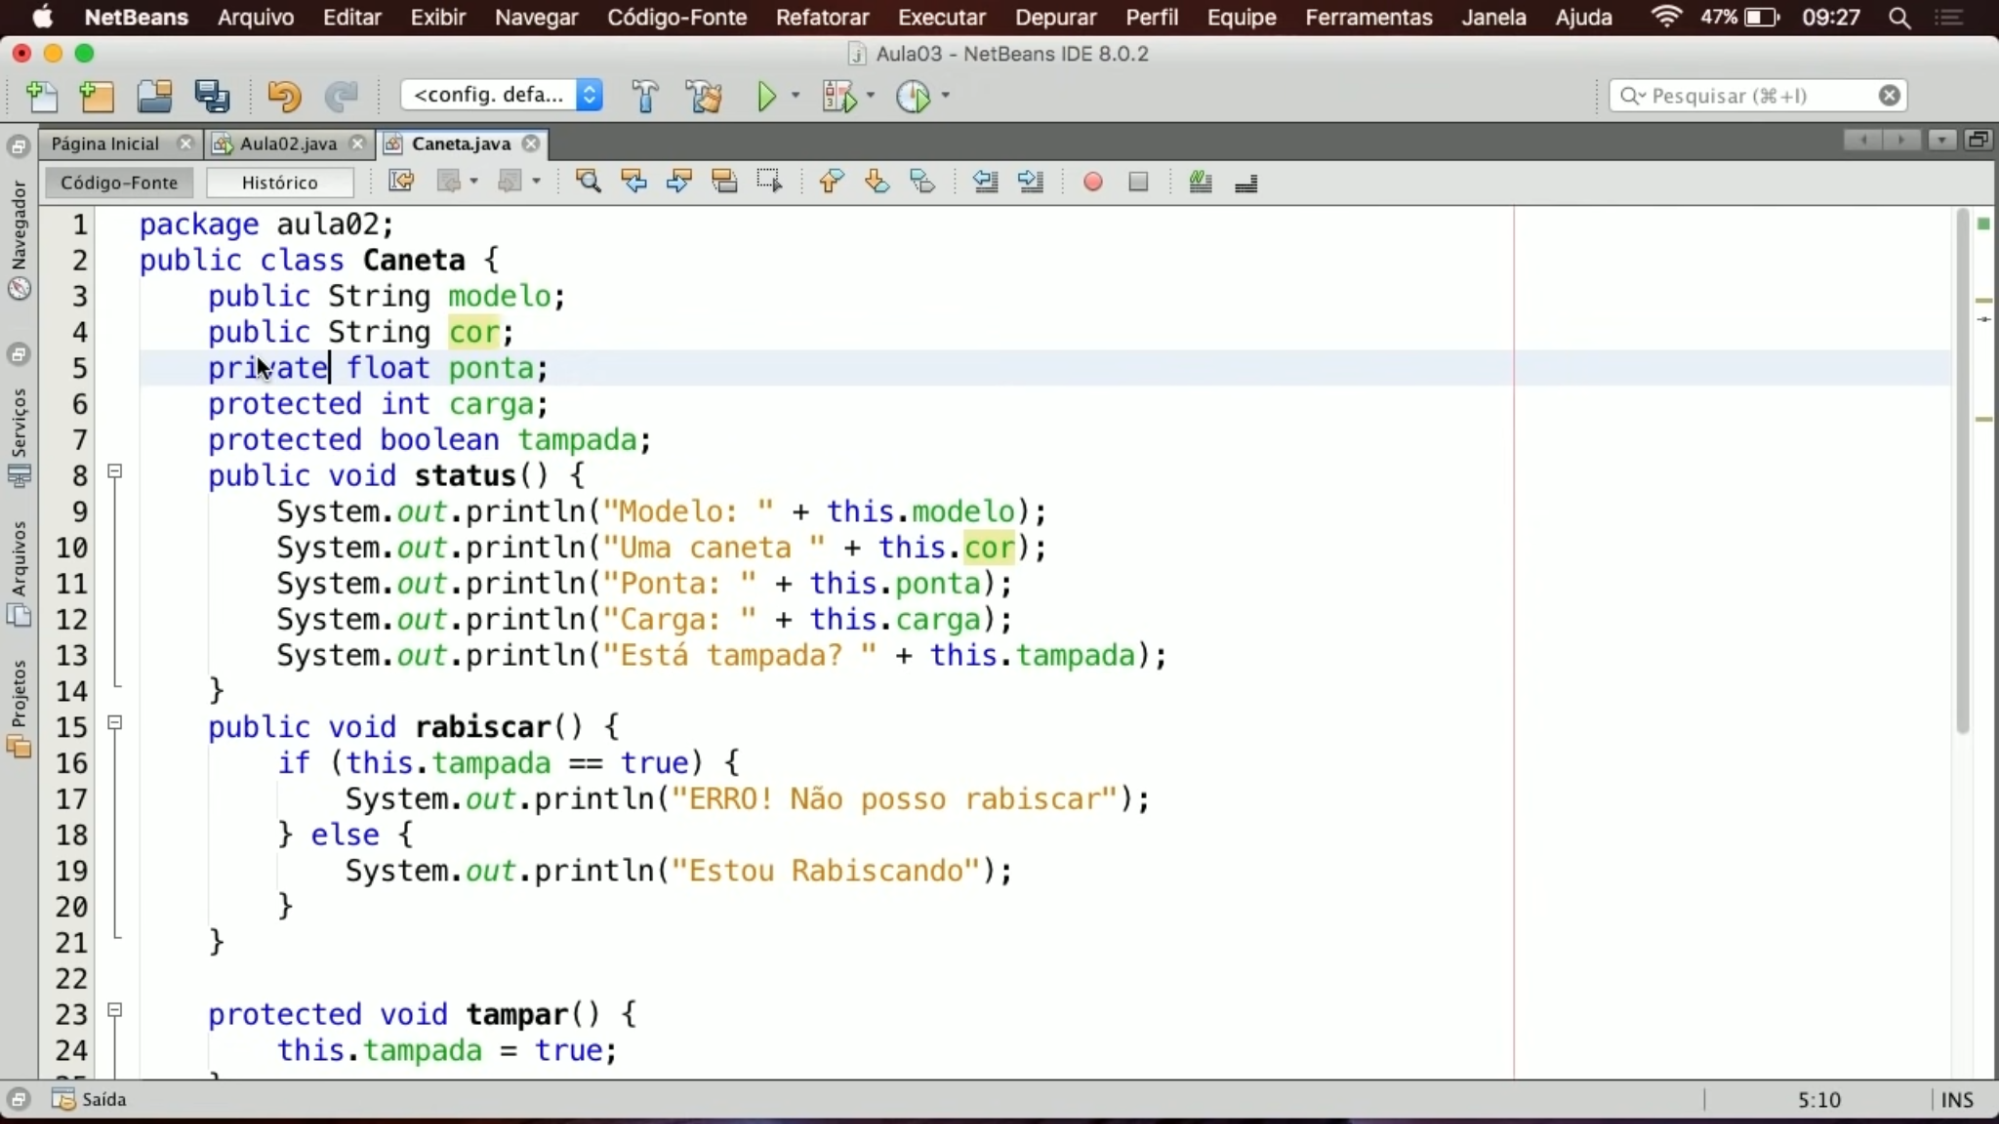 NetBeans Arquivo Editar Exibir Navegar Código-Fonte Refatorar Executar Depurar Perfil Equipe Ferramentas Janela Ajuda 47% 09:27
Aula03 - NetBeans IDE 8.0.2
<config. defa... Pesquisar (⌘+I)
Página Inicial Aula02.java Caneta.java
Código-Fonte Histórico
Navegador
Serviços
Arquivos
Projetos
1 package aula02;
2 public class Caneta {
3 public String modelo;
4 public String cor;
5 private float ponta;
6 protected int carga;
7 protected boolean tampada;
8 public void status() {
9 System.out.println("Modelo: " + this.modelo);
10 System.out.println("Uma caneta " + this.cor);
11 System.out.println("Ponta: " + this.ponta);
12 System.out.println("Carga: " + this.carga);
13 System.out.println("Está tampada? " + this.tampada);
14 }
15 public void rabiscar() {
16 if (this.tampada == true) {
17 System.out.println("ERRO! Não posso rabiscar");
18 } else {
19 System.out.println("Estou Rabiscando");
20 }
21 }
22
23 protected void tampar() {
24 this.tampada = true;
Saída 5:10 INS